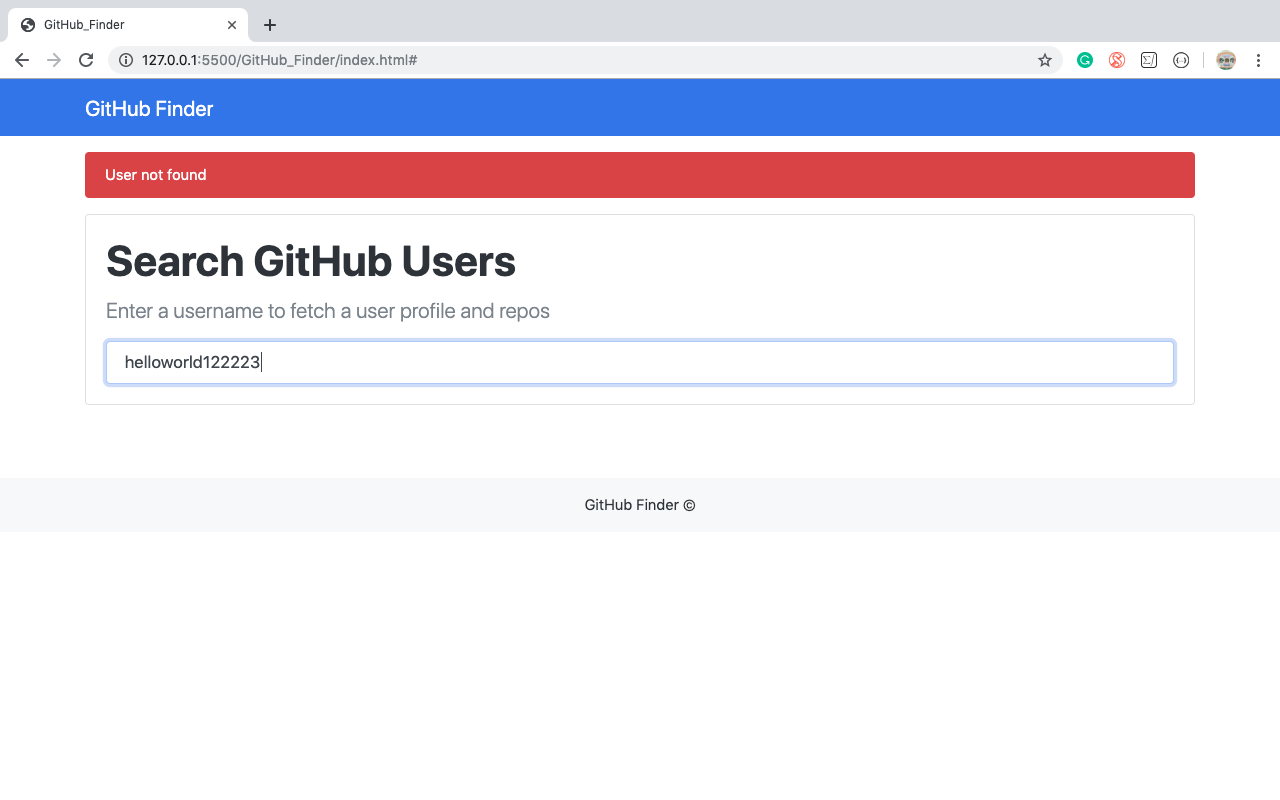 GitHub_Finder
127.0.0.1:5500/GitHub_Finder/index.html#
GitHub Finder
User not found
Search GitHub Users
Enter a username to fetch a user profile and repos
helloworld122223
GitHub Finder ©